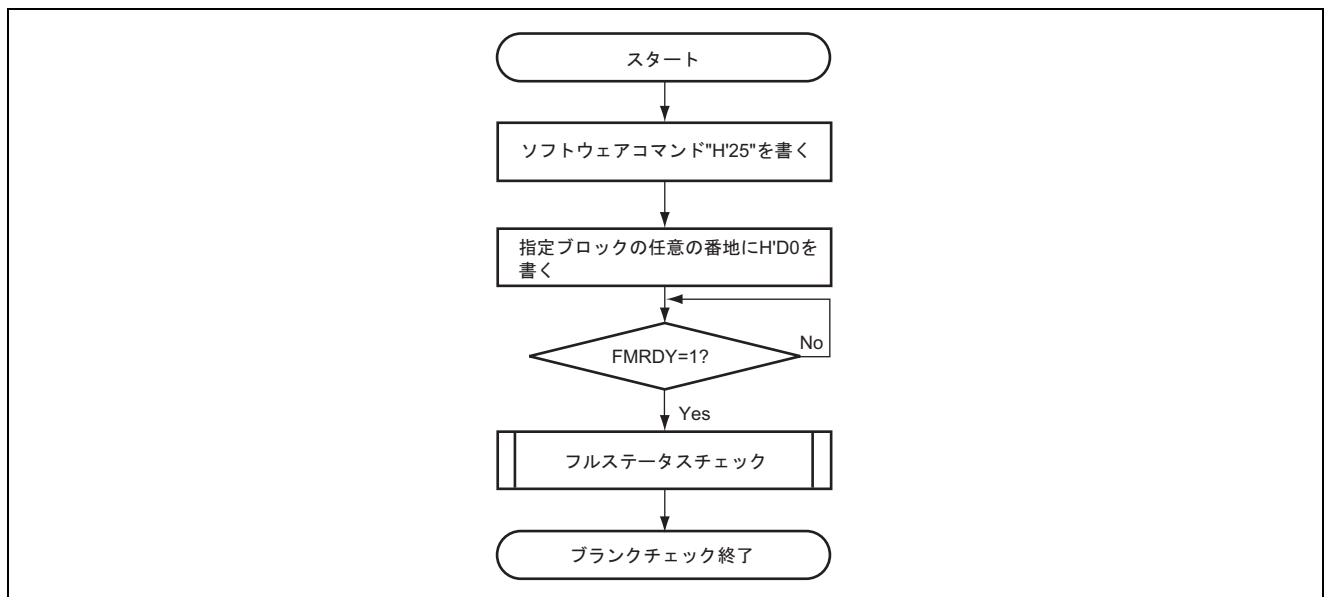 スタート
ソフトウェアコマンド"H'25"を書く
指定ブロックの任意の番地にH'D0を
書く
FMRDY=1?
No
Yes
フルステータスチェック
ブランクチェック終了